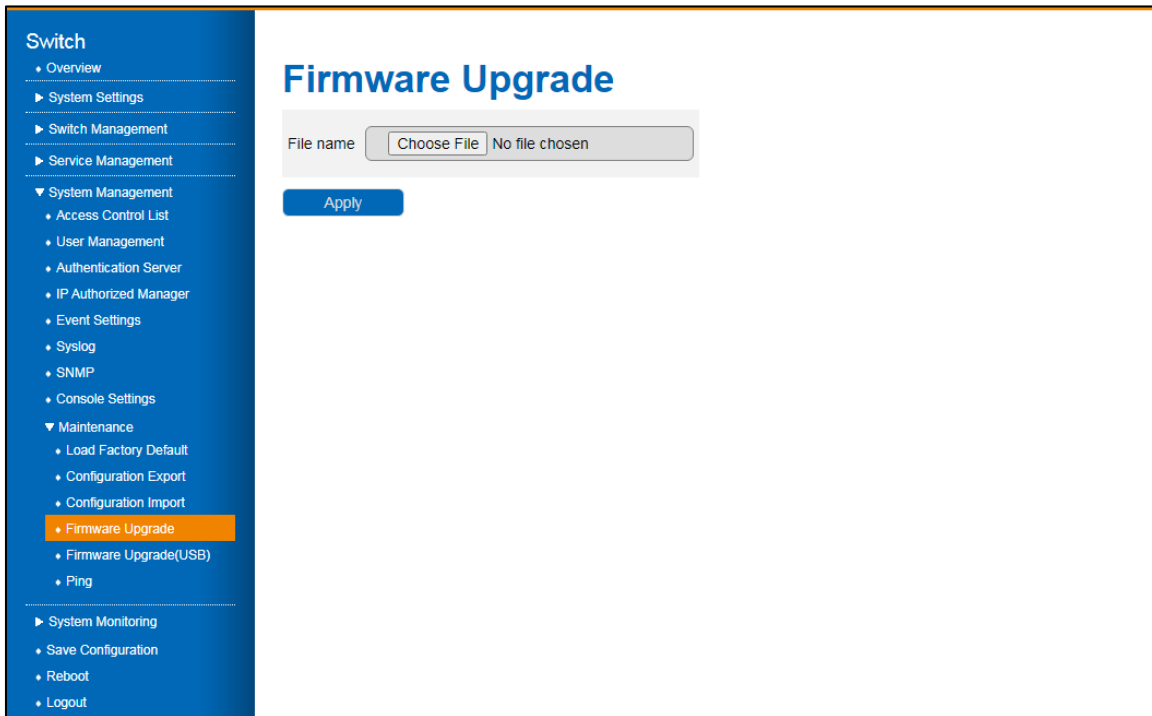 Switch
Overview
System Settings
Switch Management
Service Management
System Management
Access Control List
User Management
Authentication Server
IP Authorized Manager
Event Settings
Syslog
SNMP
Console Settings
Maintenance
Load Factory Default
Configuration Export
Configuration Import
Firmware Upgrade
Firmware Upgrade(USB)
Ping
System Monitoring
Save Configuration
Reboot
Logout
Firmware Upgrade
File name Choose File No file chosen
Apply